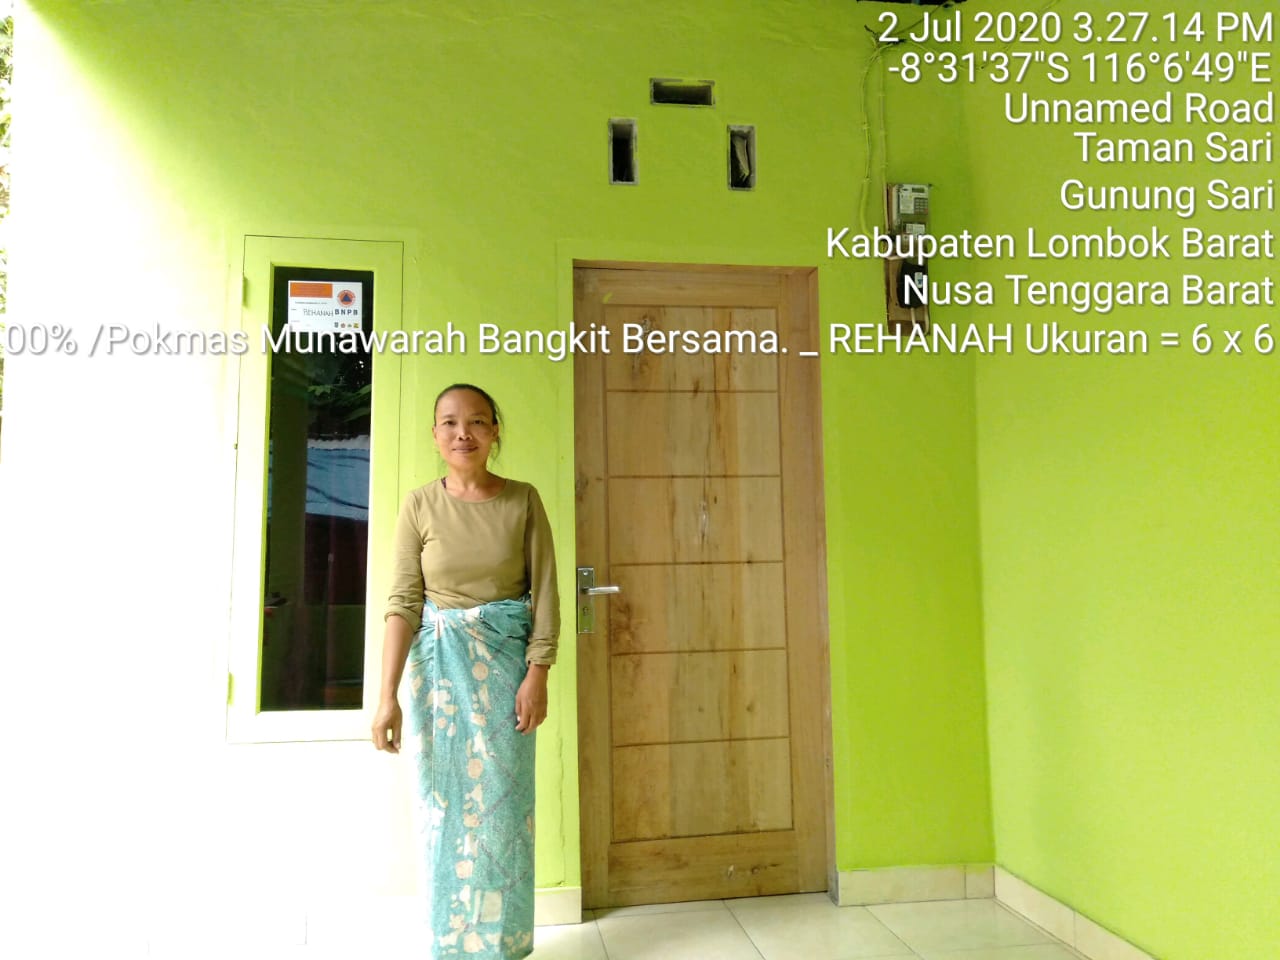 2 Jul 2020 3.27.14 PM
-8°31'37"S 116°6'49"E
Unnamed Road
Taman Sari
Gunung Sari
Kabupaten Lombok Barat
Nusa Tenggara Barat
00% /Pokmas Munawarah Bangkit Bersama. _ REHANAH Ukuran = 6 x 6
REHANAH
BNPB